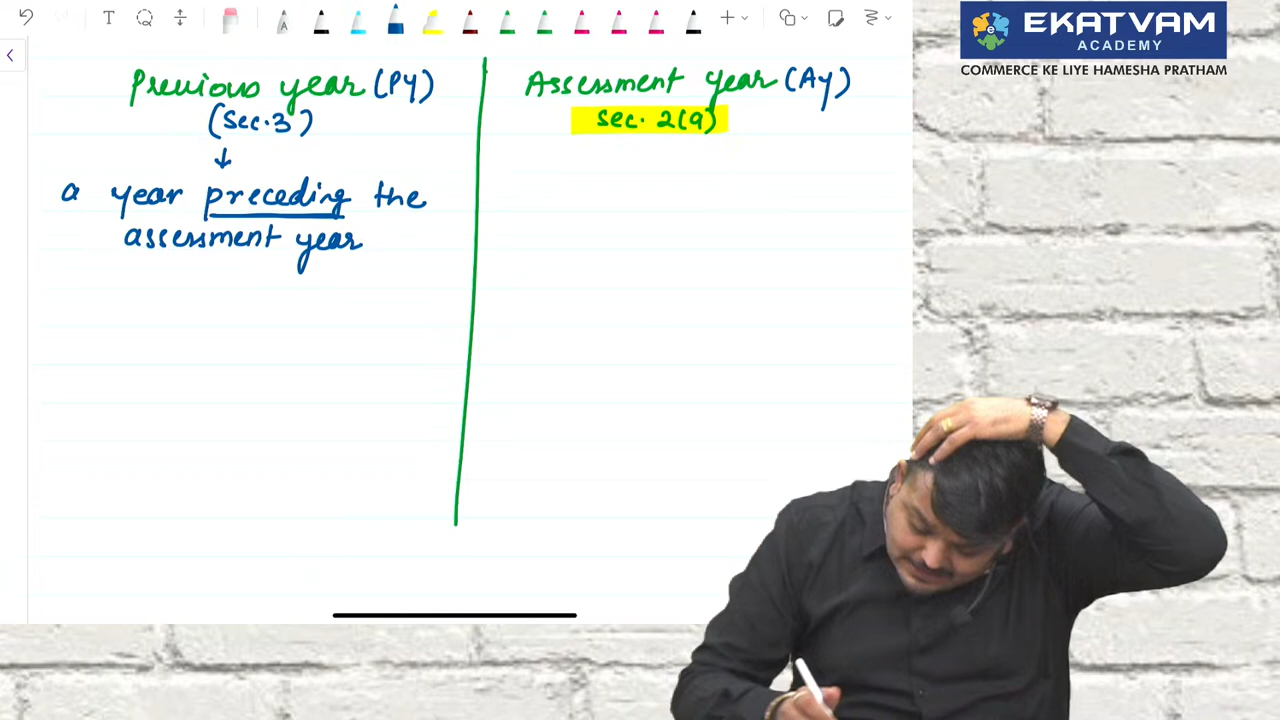 EKATVAM
ACADEMY
COMMERCE KE LIYE HAMESHA PRATHAM
Previous year (PY)
(Sec. 3)
↓
a year preceding the
assessment year
Assessment year (AY)
Sec. 2(9)